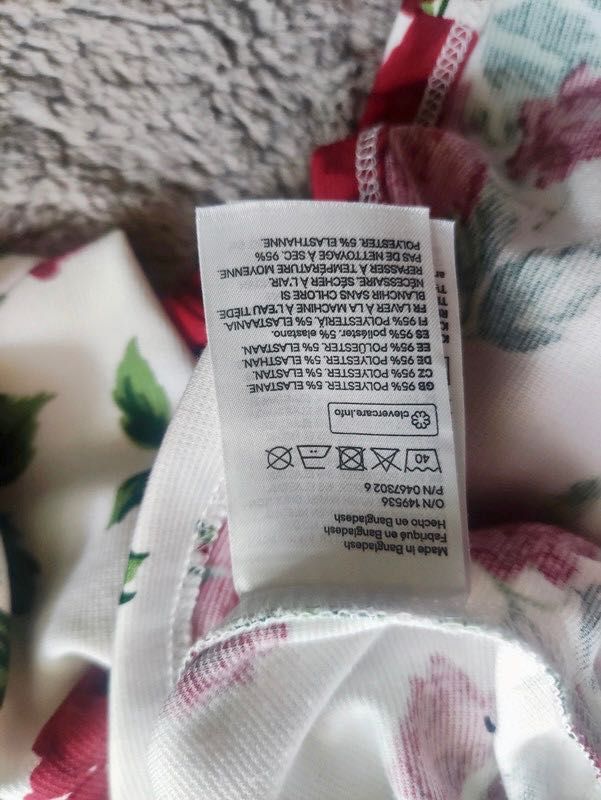 Made in Bangladesh
Fabriqué en Bangladesh
Hecho en Bangladesh
O/N 149536
P/N 0467302 6
40
clevercare.info
GB 95% POLYESTER. 5% ELASTANE.
CZ 95% POLYESTER. 5% ELASTAN.
DE 95% POLYESTER. 5% ELASTHAN.
EE 95% POLÜESTER. 5% ELASTAAN.
ES 95% poliéster. 5% elastano.
FI 95% POLYESTERIÄ. 5% ELASTAANIA.
FR LAVER À LA MACHINE À L'EAU TIÈDE.
BLANCHIR SANS CHLORE SI
NÉCESSAIRE. SÉCHER À L'AIR.
REPASSER À TEMPÉRATURE MOYENNE.
PAS DE NETTOYAGE À SEC. 95%
POLYESTER. 5% ELASTHANNE.